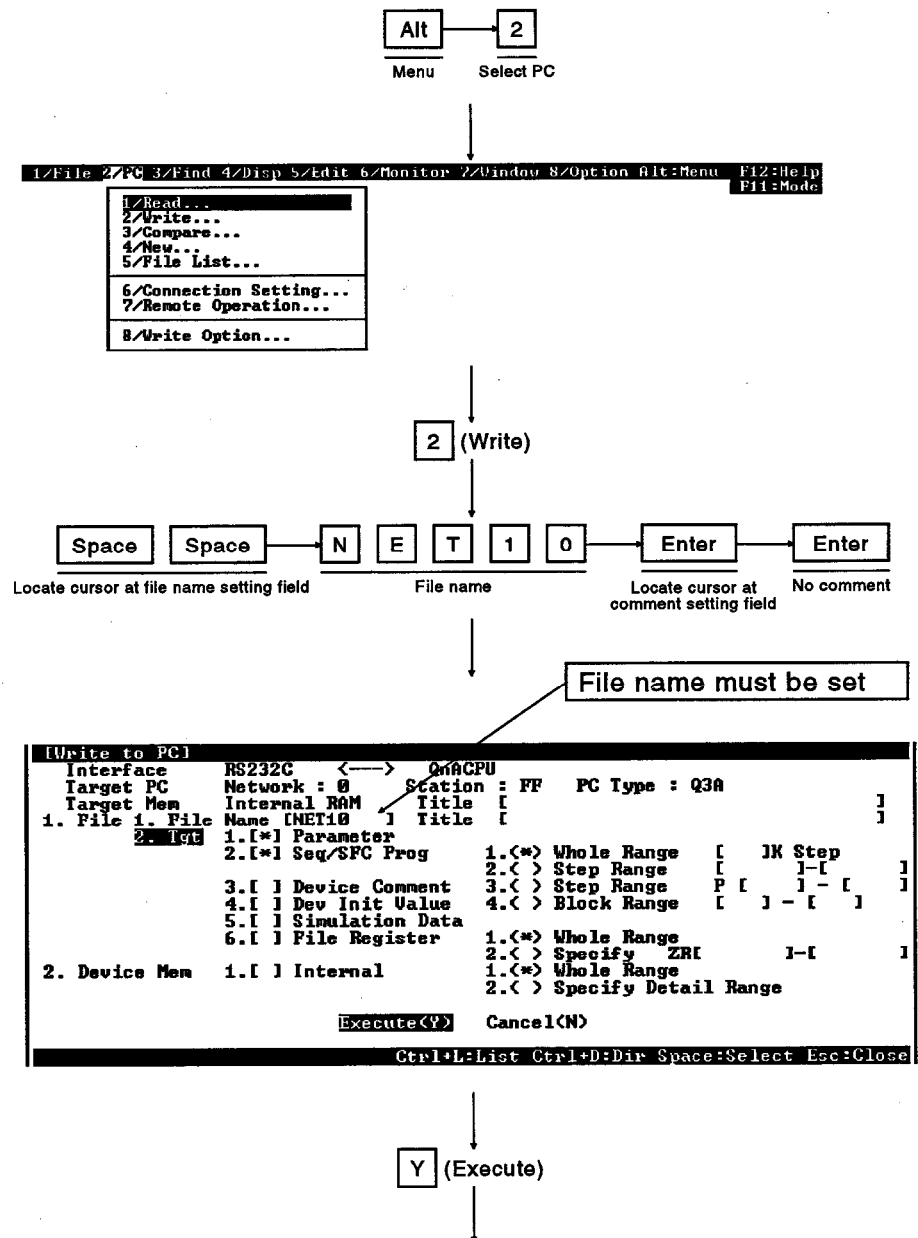 Alt 2
Menu Select PC
1/File 2/PC 3/Find 4/Disp 5/Edit 6/Monitor 7/Window 8/Option Alt:Menu F12:Help
F11:Mode
1/Read...
2/Write...
3/Compare...
4/New...
5/File List...
6/Connection Setting...
7/Remote Operation...
8/Write Option...
2 (Write)
Space Space N E T 1 0 Enter Enter
Locate cursor at file name setting field File name Locate cursor at comment setting field No comment
File name must be set
[Write to PC]
Interface RS232C <---> QnACPU
Target PC Network : 0 Station : FF PC Type : Q3A
Target Mem Internal RAM Title [ ]
1. File 1. File Name [NET10 ] Title [ ]
2. Tgt 1.[*] Parameter
2.[*] Seq/SFC Prog 1.<*> Whole Range [ ]K Step
2.< > Step Range [ ]-[ ]
3.[ ] Device Comment 3.< > Step Range P [ ] - [ ]
4.[ ] Dev Init Value 4.< > Block Range [ ] - [ ]
5.[ ] Simulation Data
6.[ ] File Register 1.<*> Whole Range
2.< > Specify ZR[ ]-[ ]
2. Device Mem 1.[ ] Internal 1.<*> Whole Range
2.< > Specify Detail Range
Execute(Y) Cancel(N)
Ctrl+L:List Ctrl+D:Dir Space:Select Esc:Close
Y (Execute)